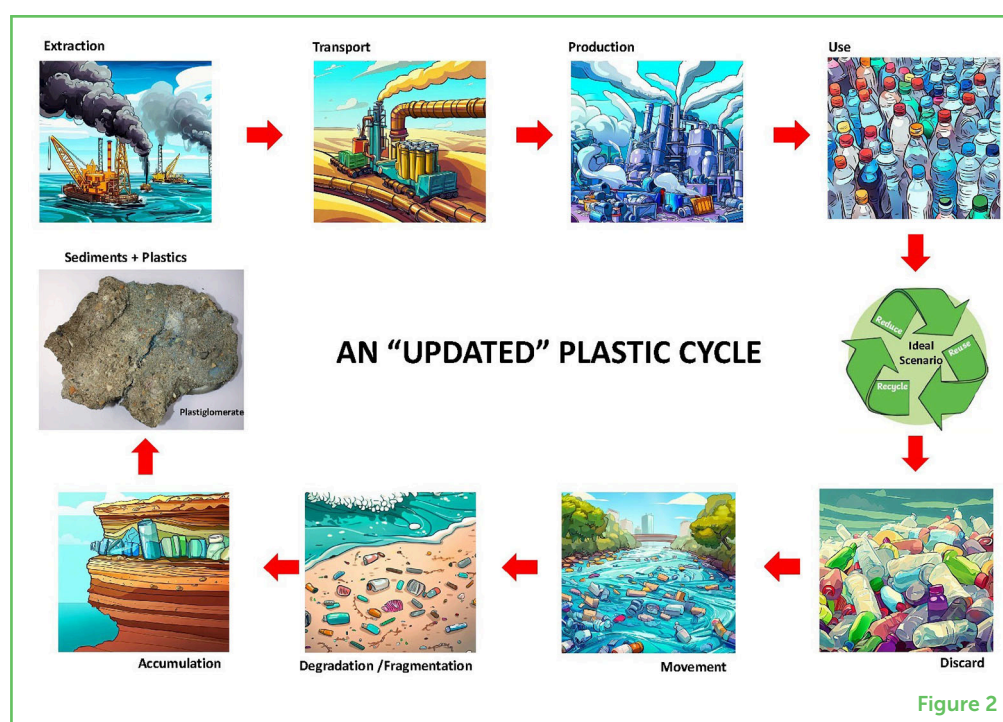 Extraction
Transport
Production
Use
Sediments + Plastics
Plastiglomerate
AN “UPDATED” PLASTIC CYCLE
Reduce
Ideal
Scenario
Reuse
Recycle
Accumulation
Degradation /Fragmentation
Movement
Discard
Figure 2